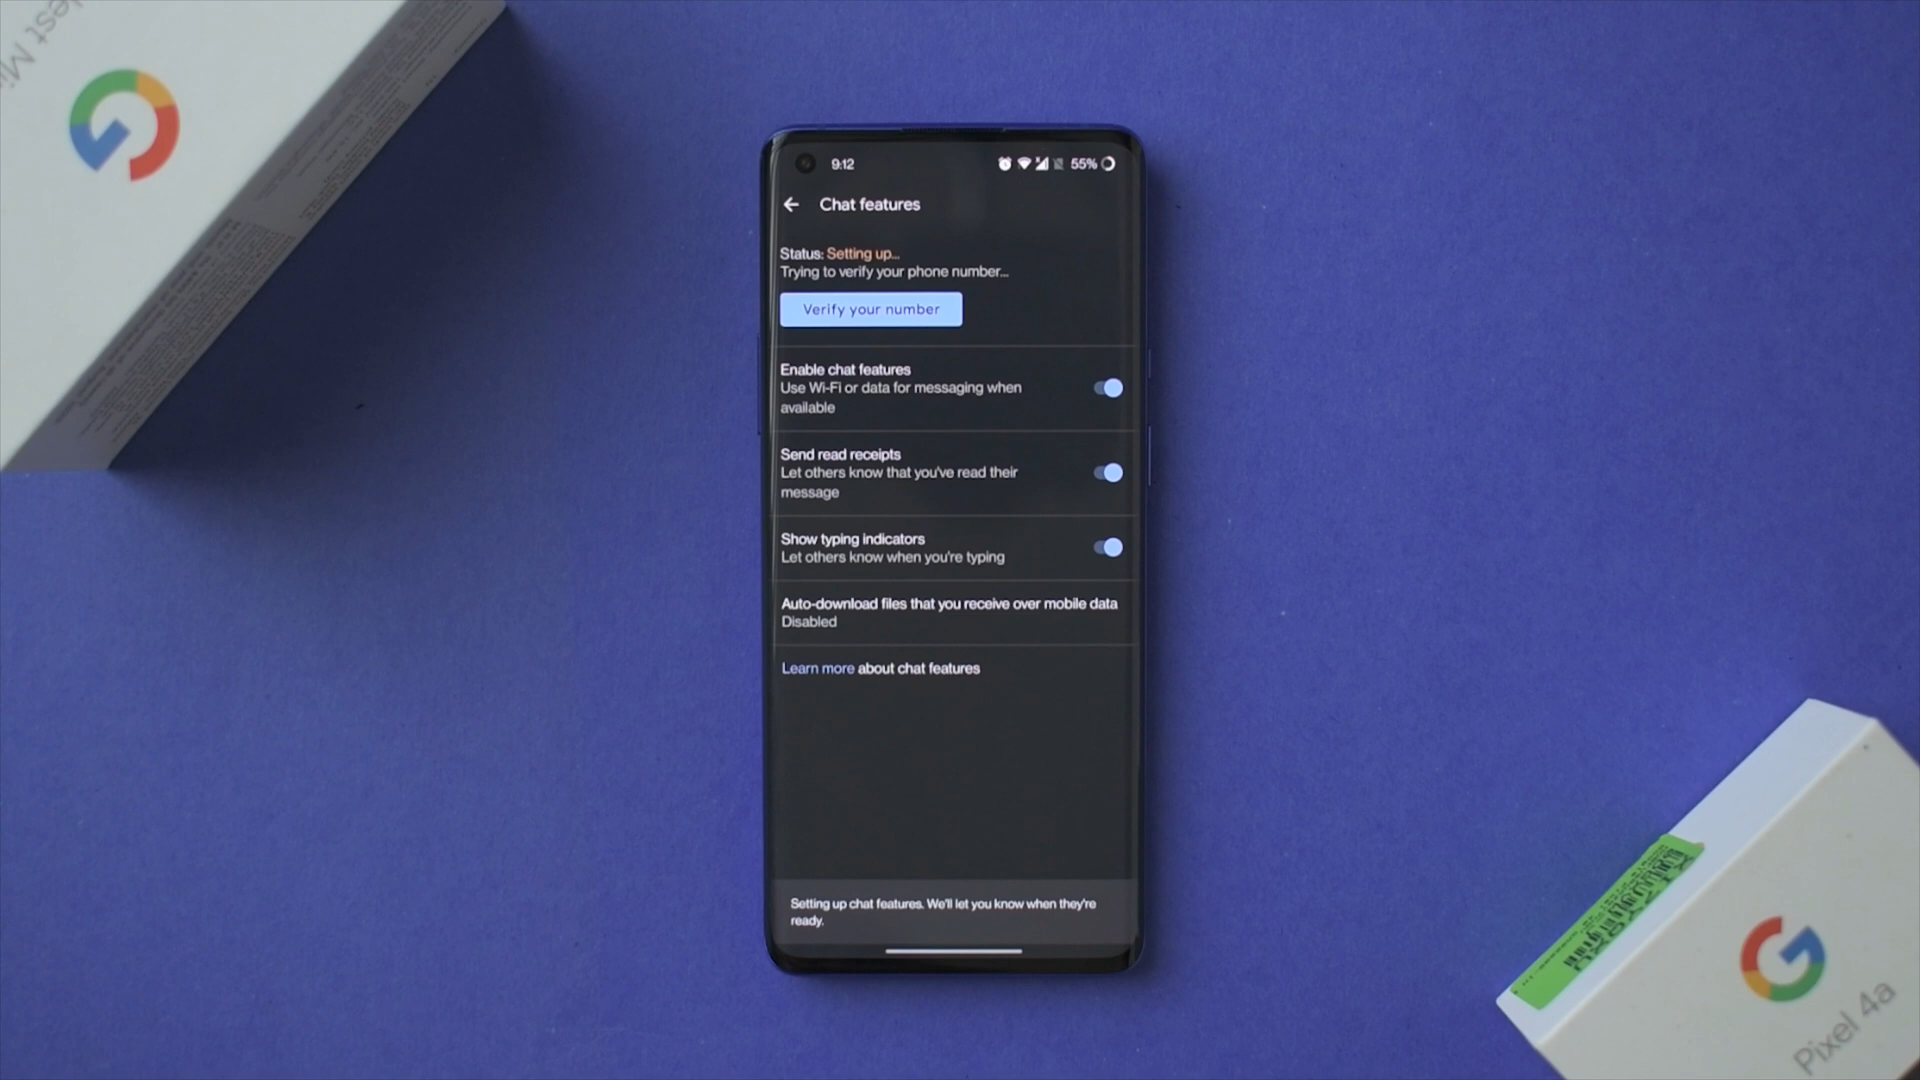 Nest Mi
9:12
55%
Chat features
Status: Setting up...
Trying to verify your phone number...
Verify your number
Enable chat features
Use Wi-Fi or data for messaging when
available
Send read receipts
Let others know that you've read their
message
Show typing indicators
Let others know when you're typing
Auto-download files that you receive over mobile data
Disabled
Learn more about chat features
Setting up chat features. We'll let you know when they're
ready.
G
Pixel 4a